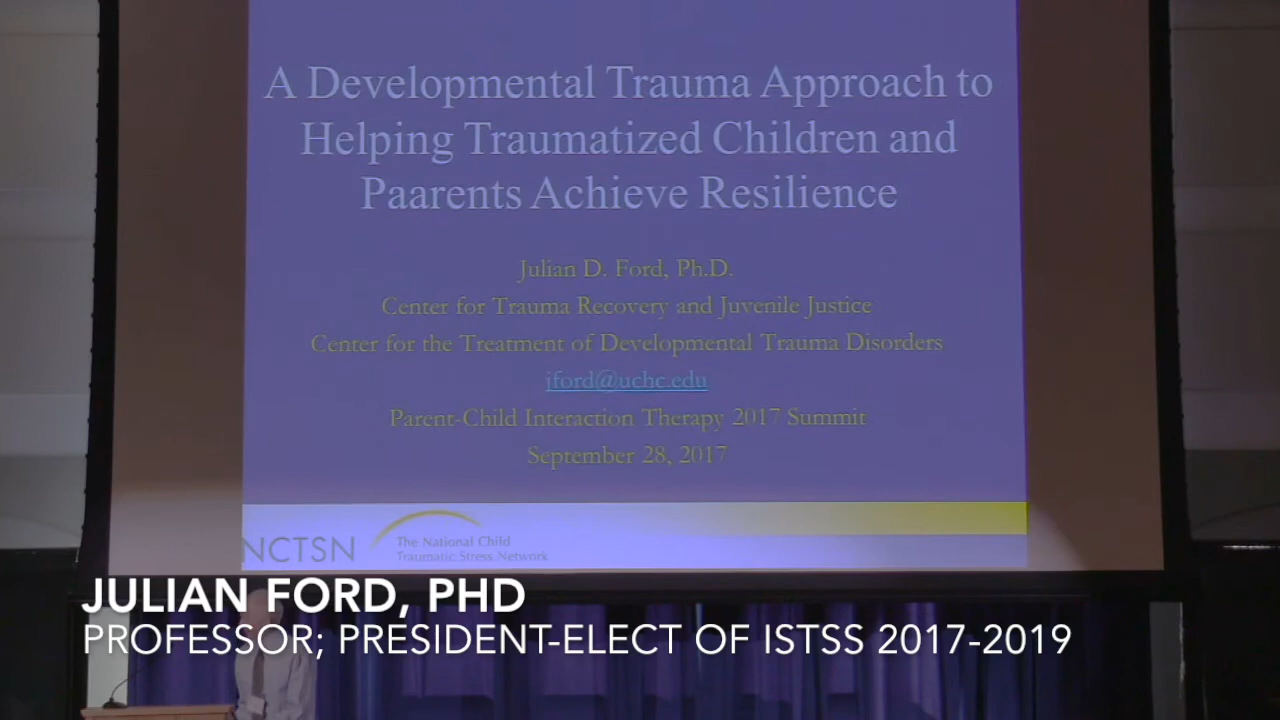 A Developmental Trauma Approach to
Helping Traumatized Children and
Paarents Achieve Resilience
Julian D. Ford, Ph.D.
Center for Trauma Recovery and Juvenile Justice
Center for the Treatment of Developmental Trauma Disorders
jford@uchc.edu
Parent-Child Interaction Therapy 2017 Summit
September 28, 2017
NCTSN
The National Child
Traumatic Stress Network
JULIAN FORD, PHD
PROFESSOR; PRESIDENT-ELECT OF ISTSS 2017-2019